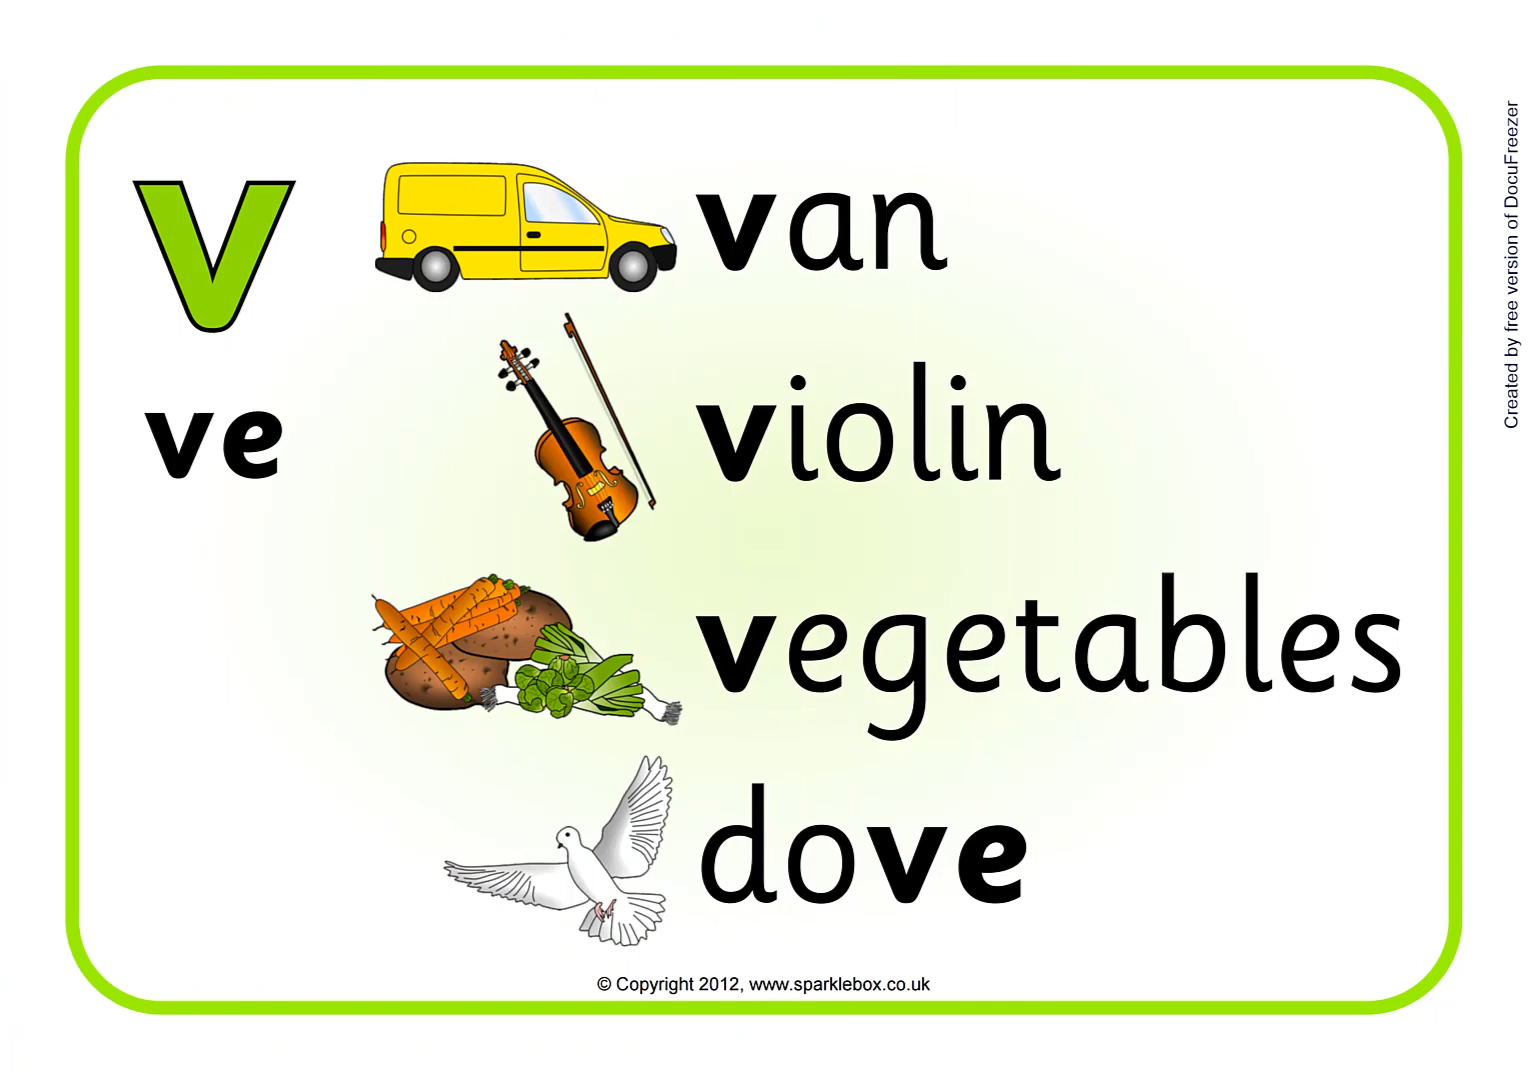 v
ve
van
violin
vegetables
dove
© Copyright 2012, www.sparklebox.co.uk
Created by free version of DocuFreezer